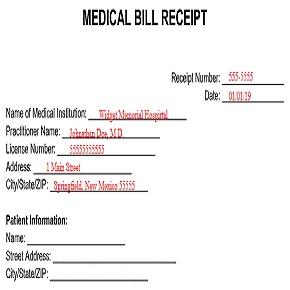 MEDICAL BILL RECEIPT
Receipt Number: 555-5555
Date: 01/01/19
Name of Medical Institution: Widget Memorial Hospital
Practitioner Name: Johnathan Doe, M.D
License Number: 55555555555
Address: 1 Main Street
City/State/ZIP: Springfield, New Mexico 55555
Patient Information:
Name:
Street Address:
City/State/ZIP: